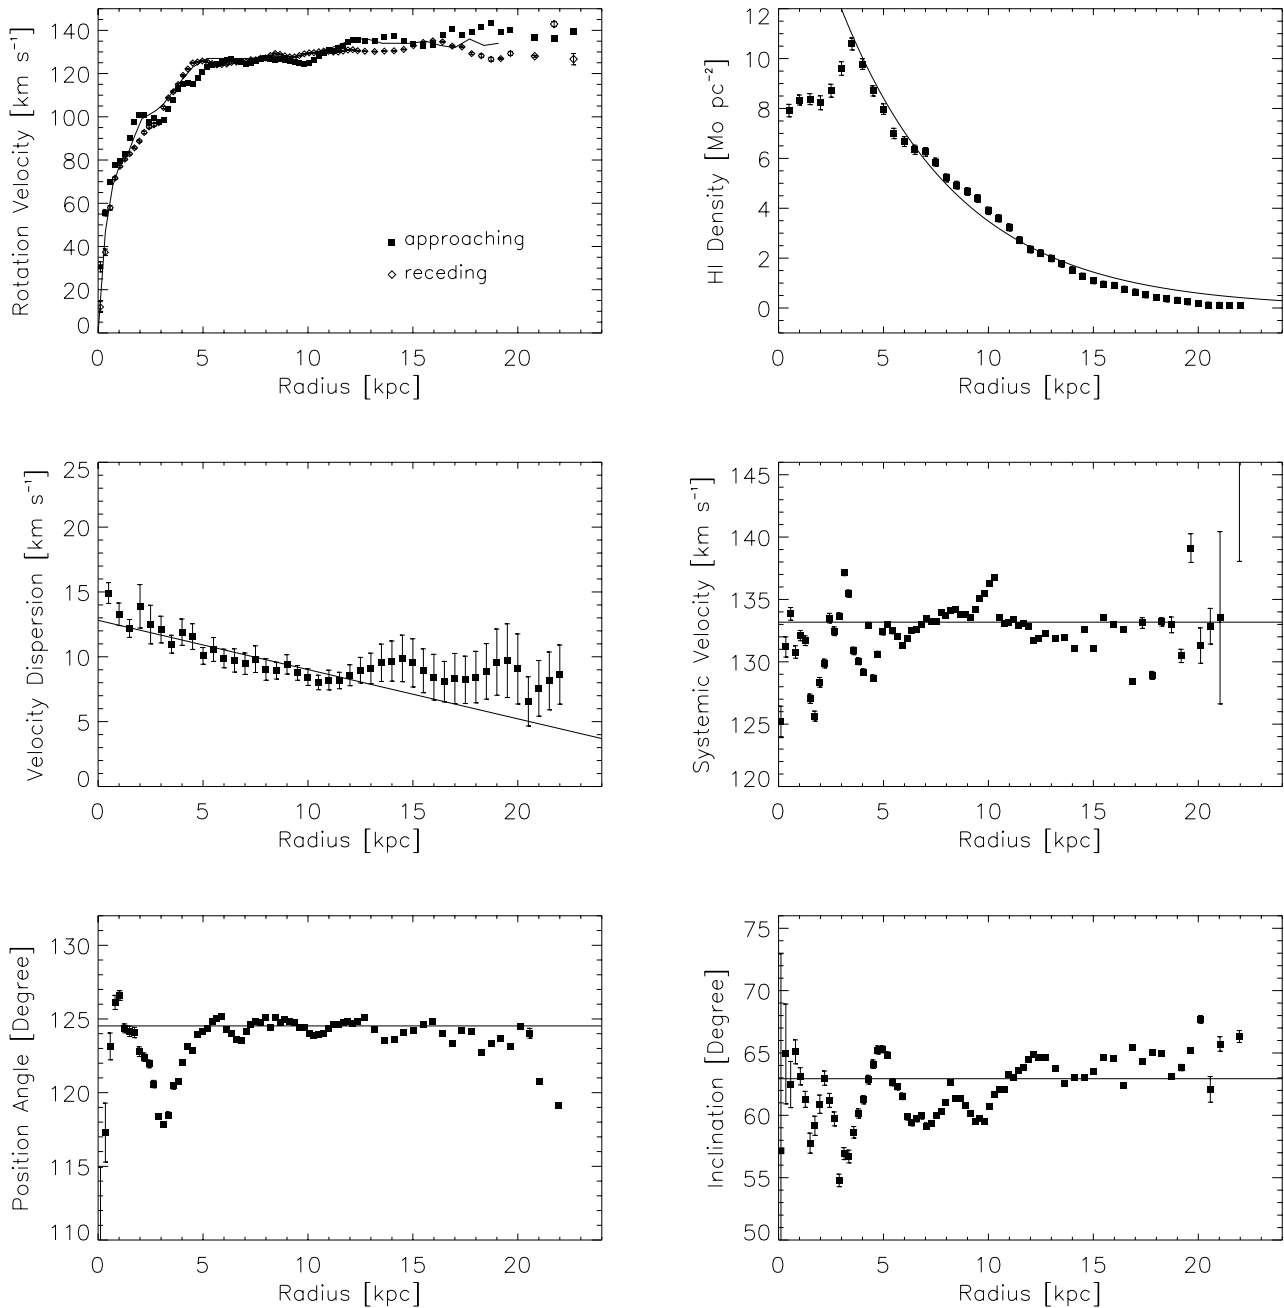 Rotation Velocity [km s⁻¹]
140
120
100
80
60
40
20
0
approaching
receding
0 5 10 15 20
Radius [kpc]
HI Density [Mo pc⁻²]
12
10
8
6
4
2
0
0 5 10 15 20
Radius [kpc]
Velocity Dispersion [km s⁻¹]
25
20
15
10
5
0
0 5 10 15 20
Radius [kpc]
Systemic Velocity [km s⁻¹]
145
140
135
130
125
120
0 5 10 15 20
Radius [kpc]
Position Angle [Degree]
130
125
120
115
110
0 5 10 15 20
Radius [kpc]
Inclination [Degree]
75
70
65
60
55
50
0 5 10 15 20
Radius [kpc]